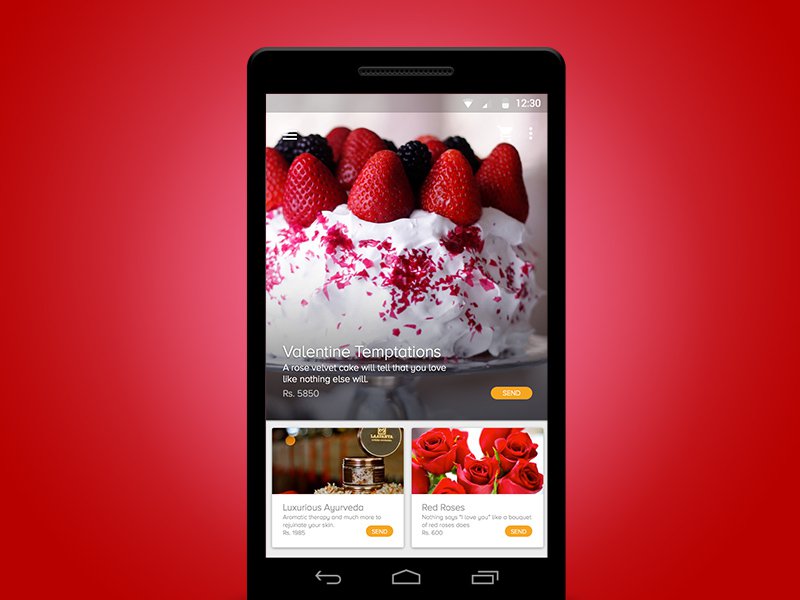 12:30
Valentine Temptations
A rose velvet cake will tell that you love
like nothing else will.
Rs. 5850
SEND
Luxurious Ayurveda
Aromatic therapy and much more to
rejuinate your skin.
Rs. 1985
SEND
Red Roses
Nothing says "I love you" like a bouquet
of red roses does
Rs. 600
SEND